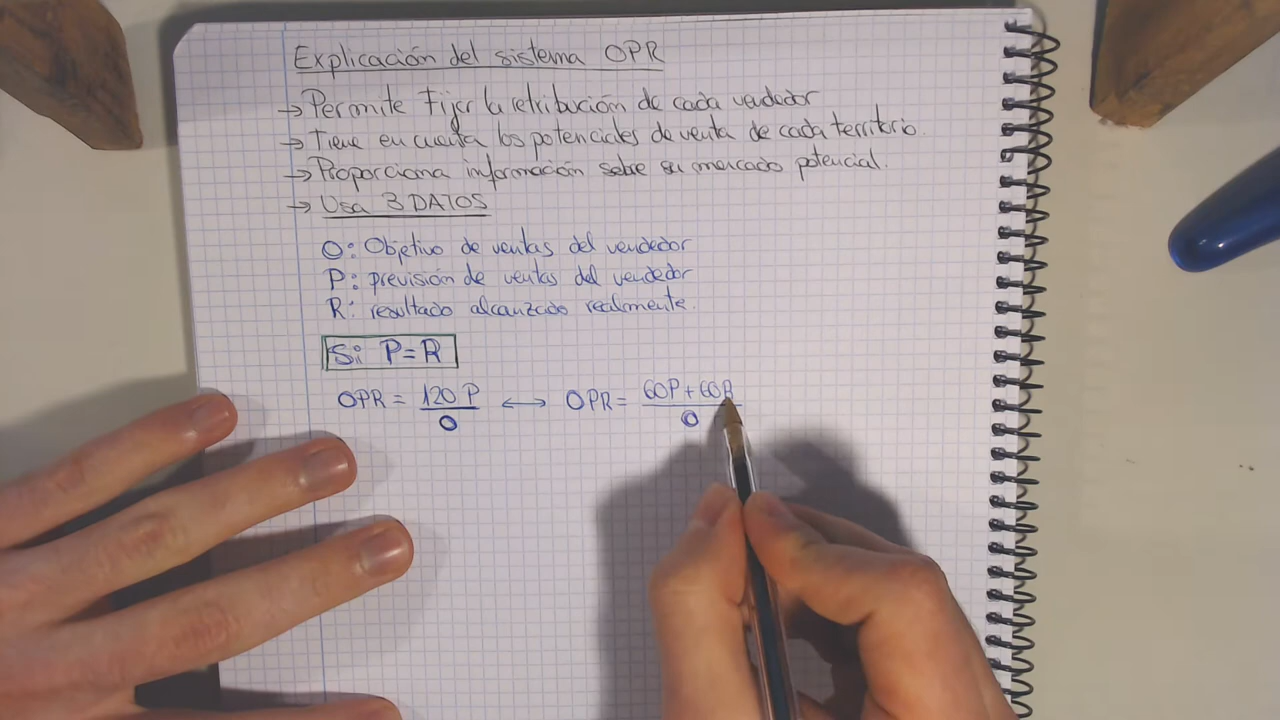 Explicación del sistema OPR
→ Permite Fijar la retribución de cada vendedor
→ Tiene en cuenta los potenciales de venta de cada territorio.
→ Proporciona información sobre su mercado potencial.
→ Usa 3 DATOS
O: Objetivo de ventas del vendedor
P: previsión de ventas del vendedor
R: resultado alcanzado realmente.
Si: P=R
OPR = 120 P / O ↔ OPR = 60P + 60R / O